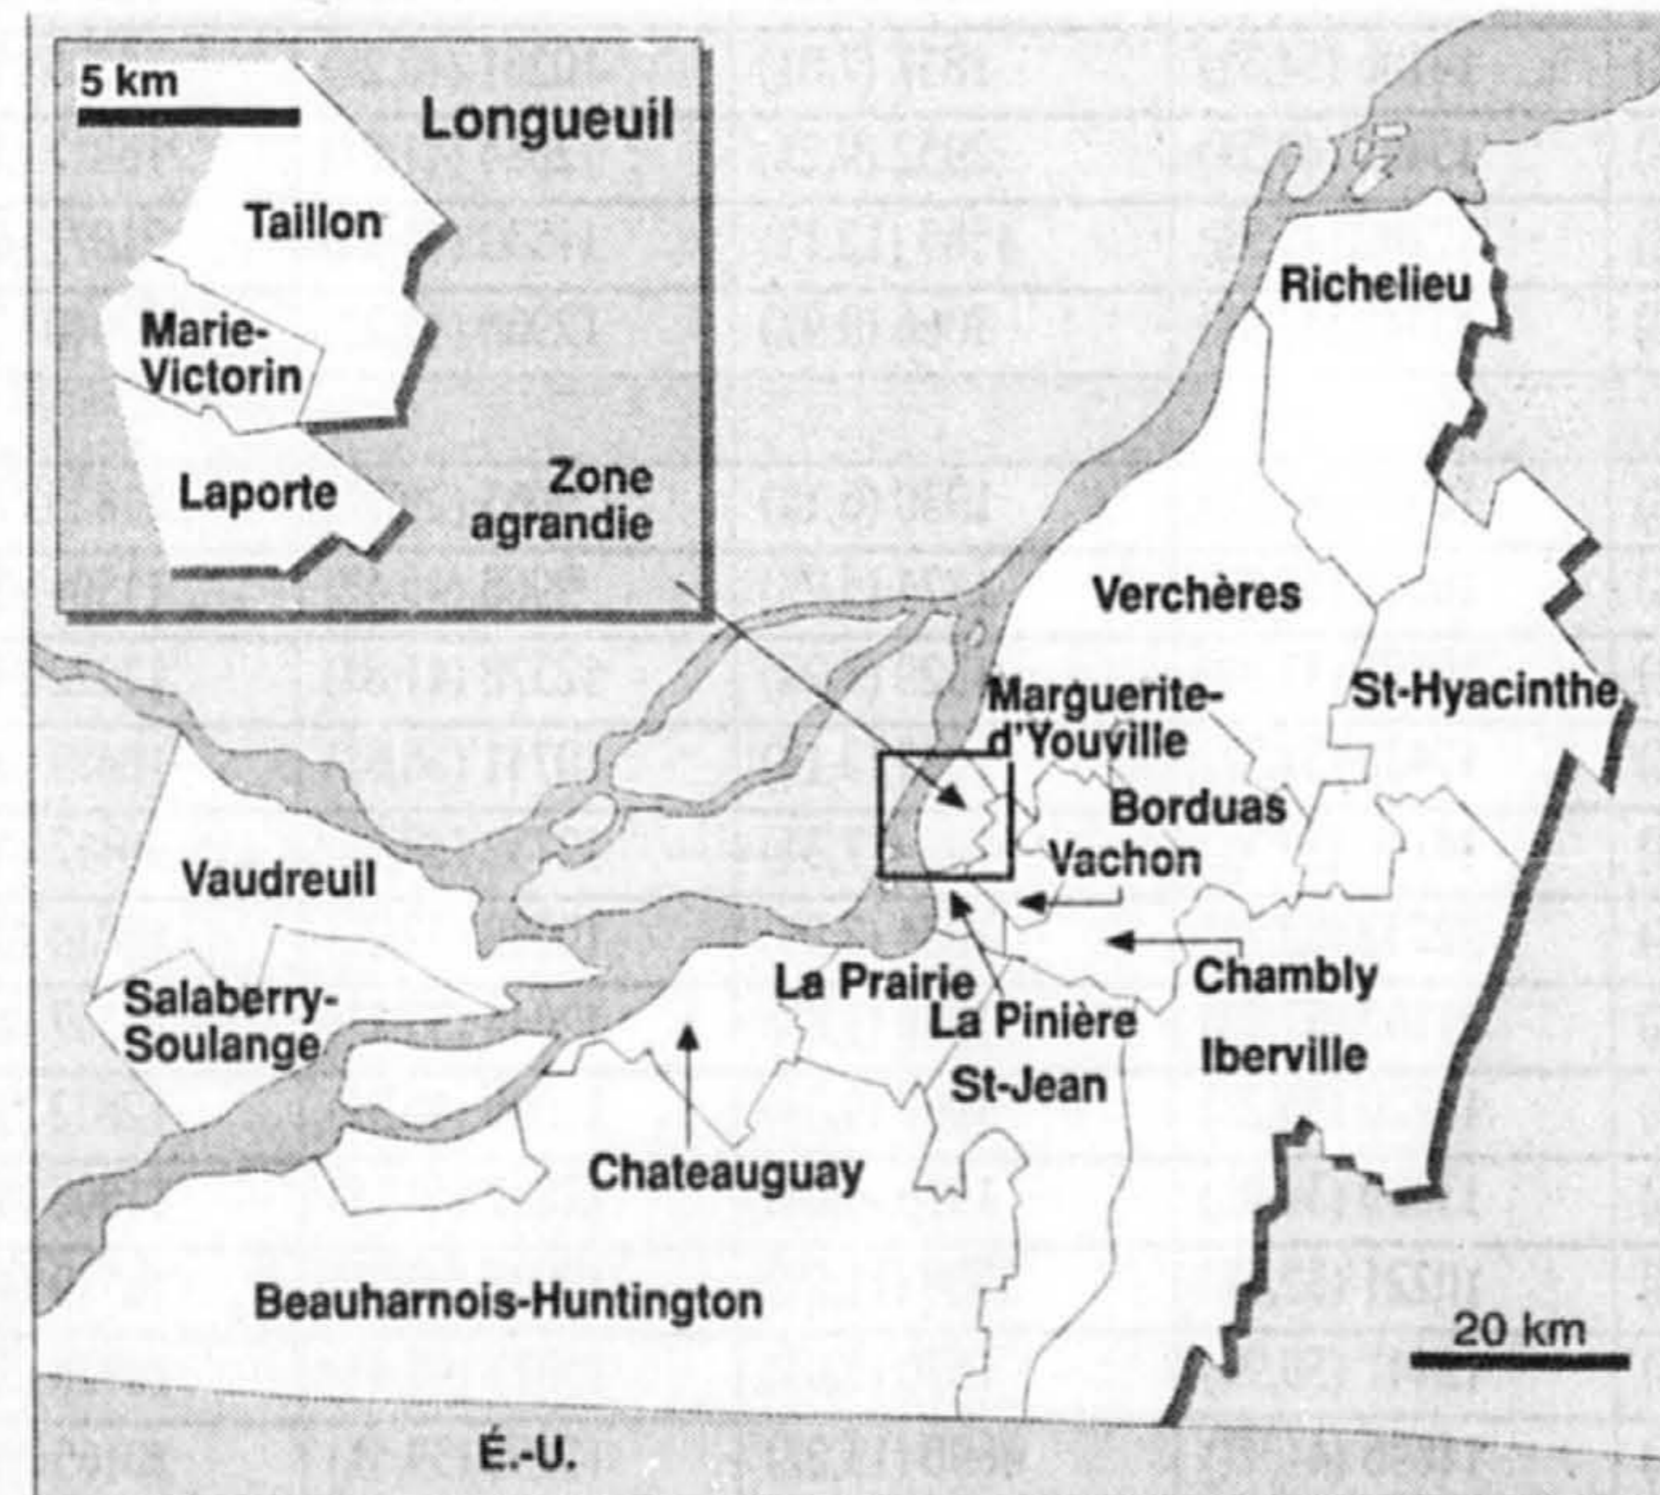 5 km
Longueuil
Taillon
Marie-
Victorin
Laporte
Zone
agrandie
Richelieu
Verchères
St-Hyacinthe
Marguerite-
d'Youville
Borduas
Vachon
Vaudreuil
Salaberry-
Soulange
La Prairie
La Pinière
Chambly
Iberville
St-Jean
Chateauguay
Beauharnois-Huntington
20 km
É.-U.